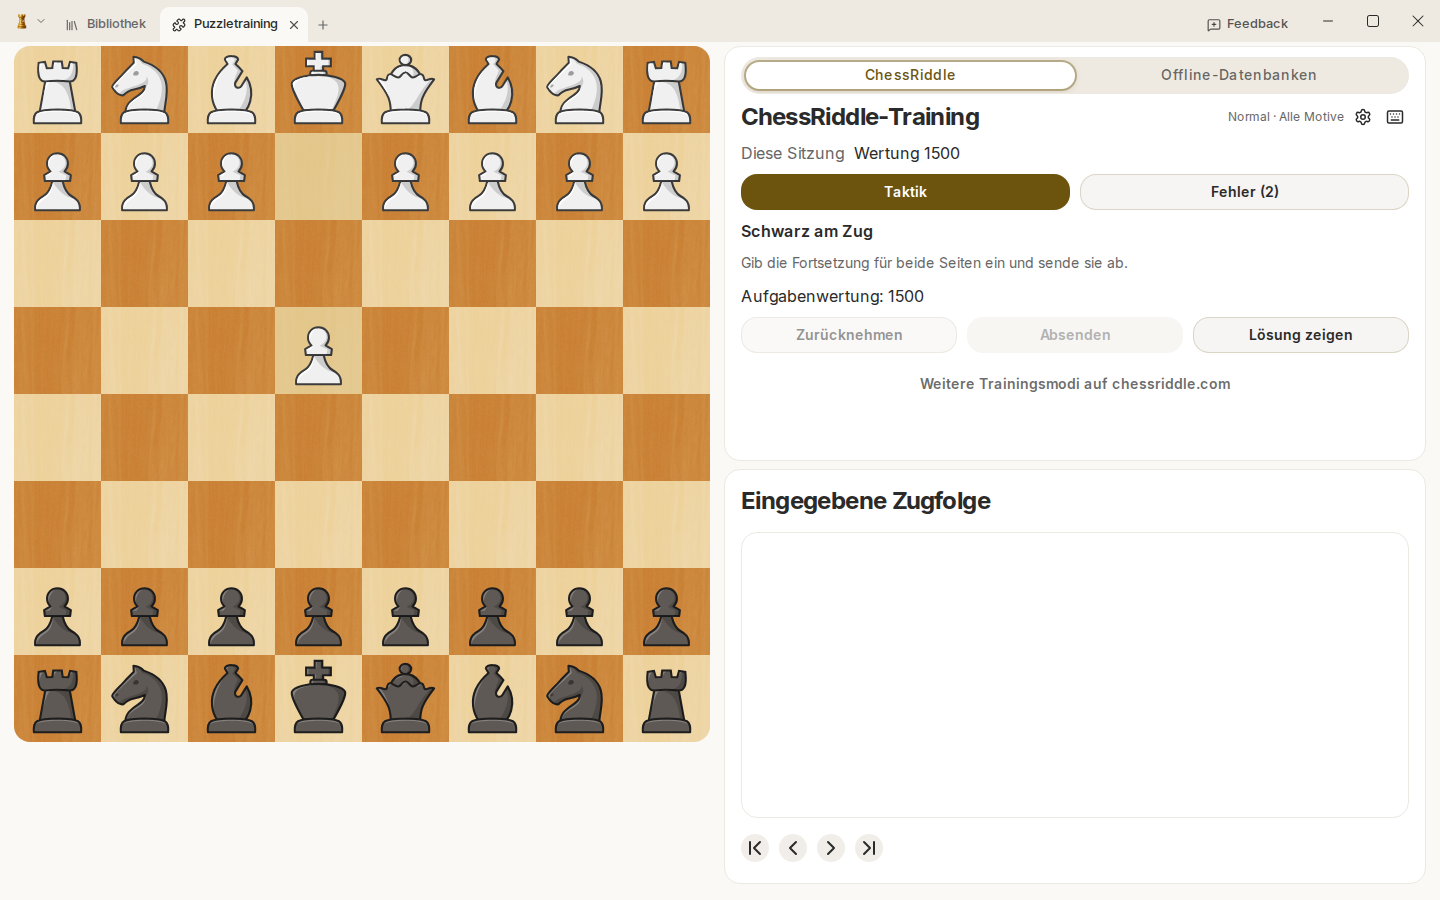 Bibliothek
Puzzletraining
Feedback
ChessRiddle
Offline-Datenbanken
ChessRiddle-Training
Normal · Alle Motive
Diese Sitzung Wertung 1500
Taktik
Fehler (2)
Schwarz am Zug
Gib die Fortsetzung für beide Seiten ein und sende sie ab.
Aufgabenwertung: 1500
Zurücknehmen
Absenden
Lösung zeigen
Weitere Trainingsmodi auf chessriddle.com
Eingegebene Zugfolge